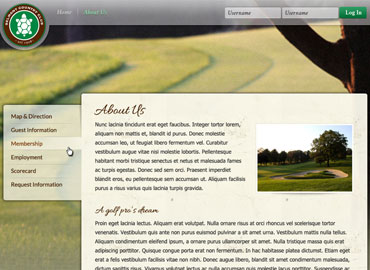 Home About Us
Username Username Log In
Map & Direction
Guest Information
Membership
Employment
Scorecard
Request Information
About Us
Nunc lacinia tincidunt erat eget faucibus. Integer tortor lorem,
aliquam non mattis et, blandit id purus. Donec molestie
accumsan leo, ut feugiat libero fermentum vel. Curabitur
vestibulum augue vitae nisi molestie lobortis. Pellentesque
habitant morbi tristique senectus et netus et malesuada fames
ac turpis egestas. Donec sed sem orci. Praesent imperdiet
blandit eros, eu pellentesque sem accumsan ut. Aliquam facilisis
purus a risus varius quis lacinia turpis gravida.
A golf pro's dream
Proin quis lectus lectus. Aliquam erat volutpat. Nulla ornare risus at orci rhoncus vel scelerisque tortor
venenatis. Vestibulum quis ante non purus euismod pulvinar a sit amet urna. Vestibulum mattis nulla tellus.
Aliquam condimentum eleifend ipsum, a ornare purus ullamcorper sit amet. Nulla tristique massa quis erat
adipiscing porttitor. Quisque congue porta erat non fermentum. In hac habitasse platea dictumst. Etiam eget
erat a felis vestibulum facilisis vitae non nibh. Donec augue libero, blandit sit amet condimentum malesuada,
dictum sagittis risus. Vivamus